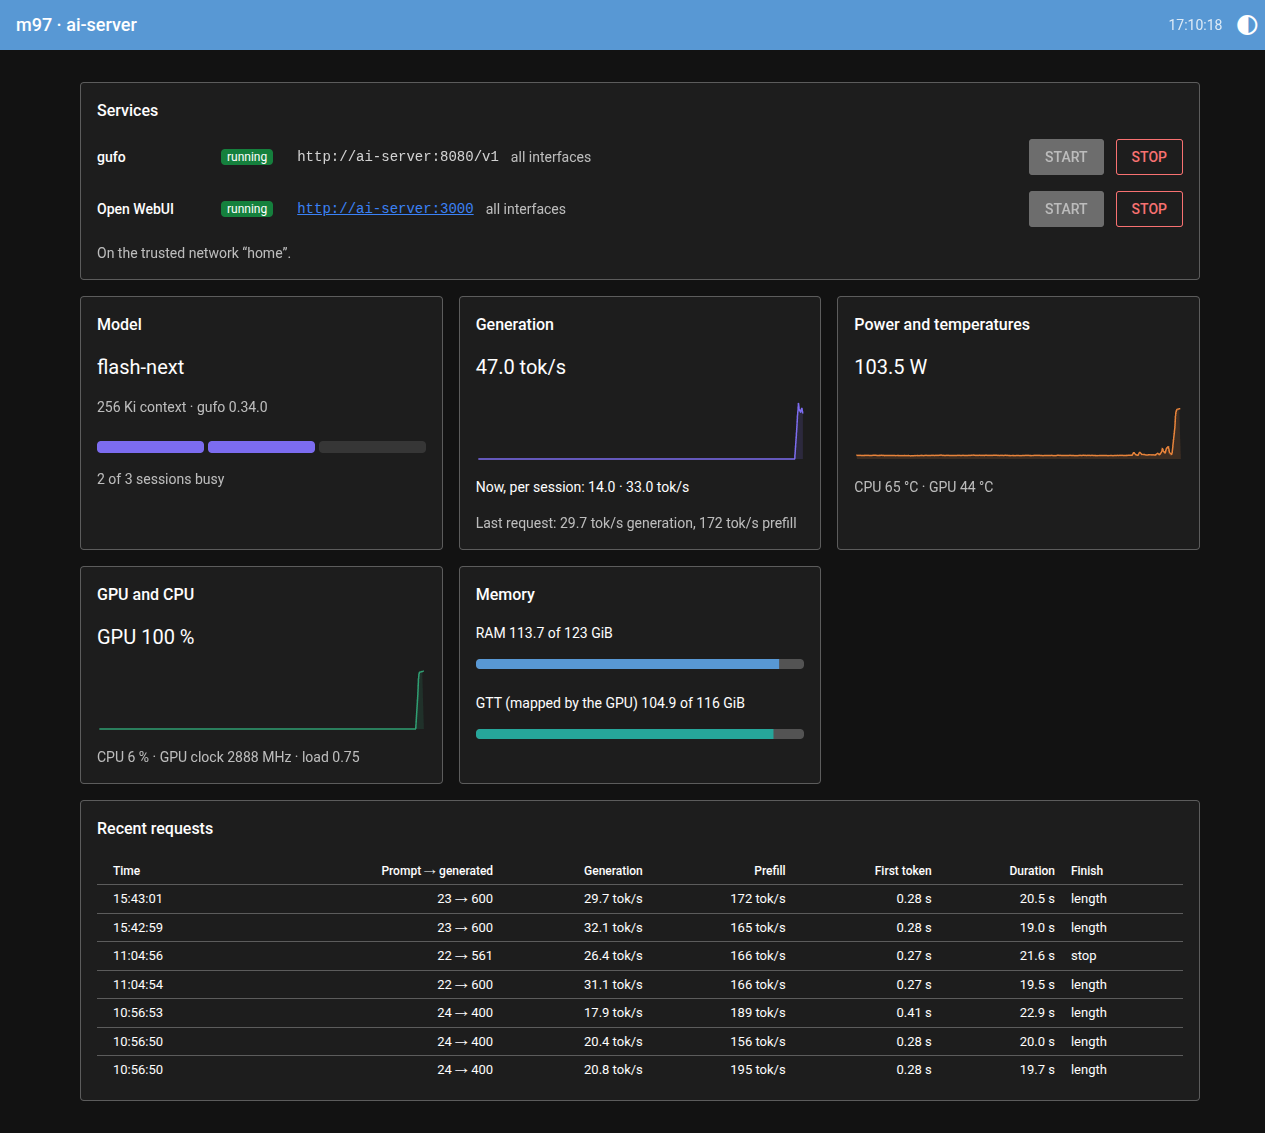 m97 · ai-server 17:10:18
Services
gufo running http://ai-server:8080/v1 all interfaces START STOP
Open WebUI running http://ai-server:3000 all interfaces START STOP
On the trusted network “home”.
Model
flash-next
256 Ki context · gufo 0.34.0
2 of 3 sessions busy
Generation
47.0 tok/s
Now, per session: 14.0 · 33.0 tok/s
Last request: 29.7 tok/s generation, 172 tok/s prefill
Power and temperatures
103.5 W
CPU 65 °C · GPU 44 °C
GPU and CPU
GPU 100 %
CPU 6 % · GPU clock 2888 MHz · load 0.75
Memory
RAM 113.7 of 123 GiB
GTT (mapped by the GPU) 104.9 of 116 GiB
Recent requests
Time Prompt → generated Generation Prefill First token Duration Finish
15:43:01 23 → 600 29.7 tok/s 172 tok/s 0.28 s 20.5 s length
15:42:59 23 → 600 32.1 tok/s 165 tok/s 0.28 s 19.0 s length
11:04:56 22 → 561 26.4 tok/s 166 tok/s 0.27 s 21.6 s stop
11:04:54 22 → 600 31.1 tok/s 166 tok/s 0.27 s 19.5 s length
10:56:53 24 → 400 17.9 tok/s 189 tok/s 0.41 s 22.9 s length
10:56:50 24 → 400 20.4 tok/s 156 tok/s 0.28 s 20.0 s length
10:56:50 24 → 400 20.8 tok/s 195 tok/s 0.28 s 19.7 s length